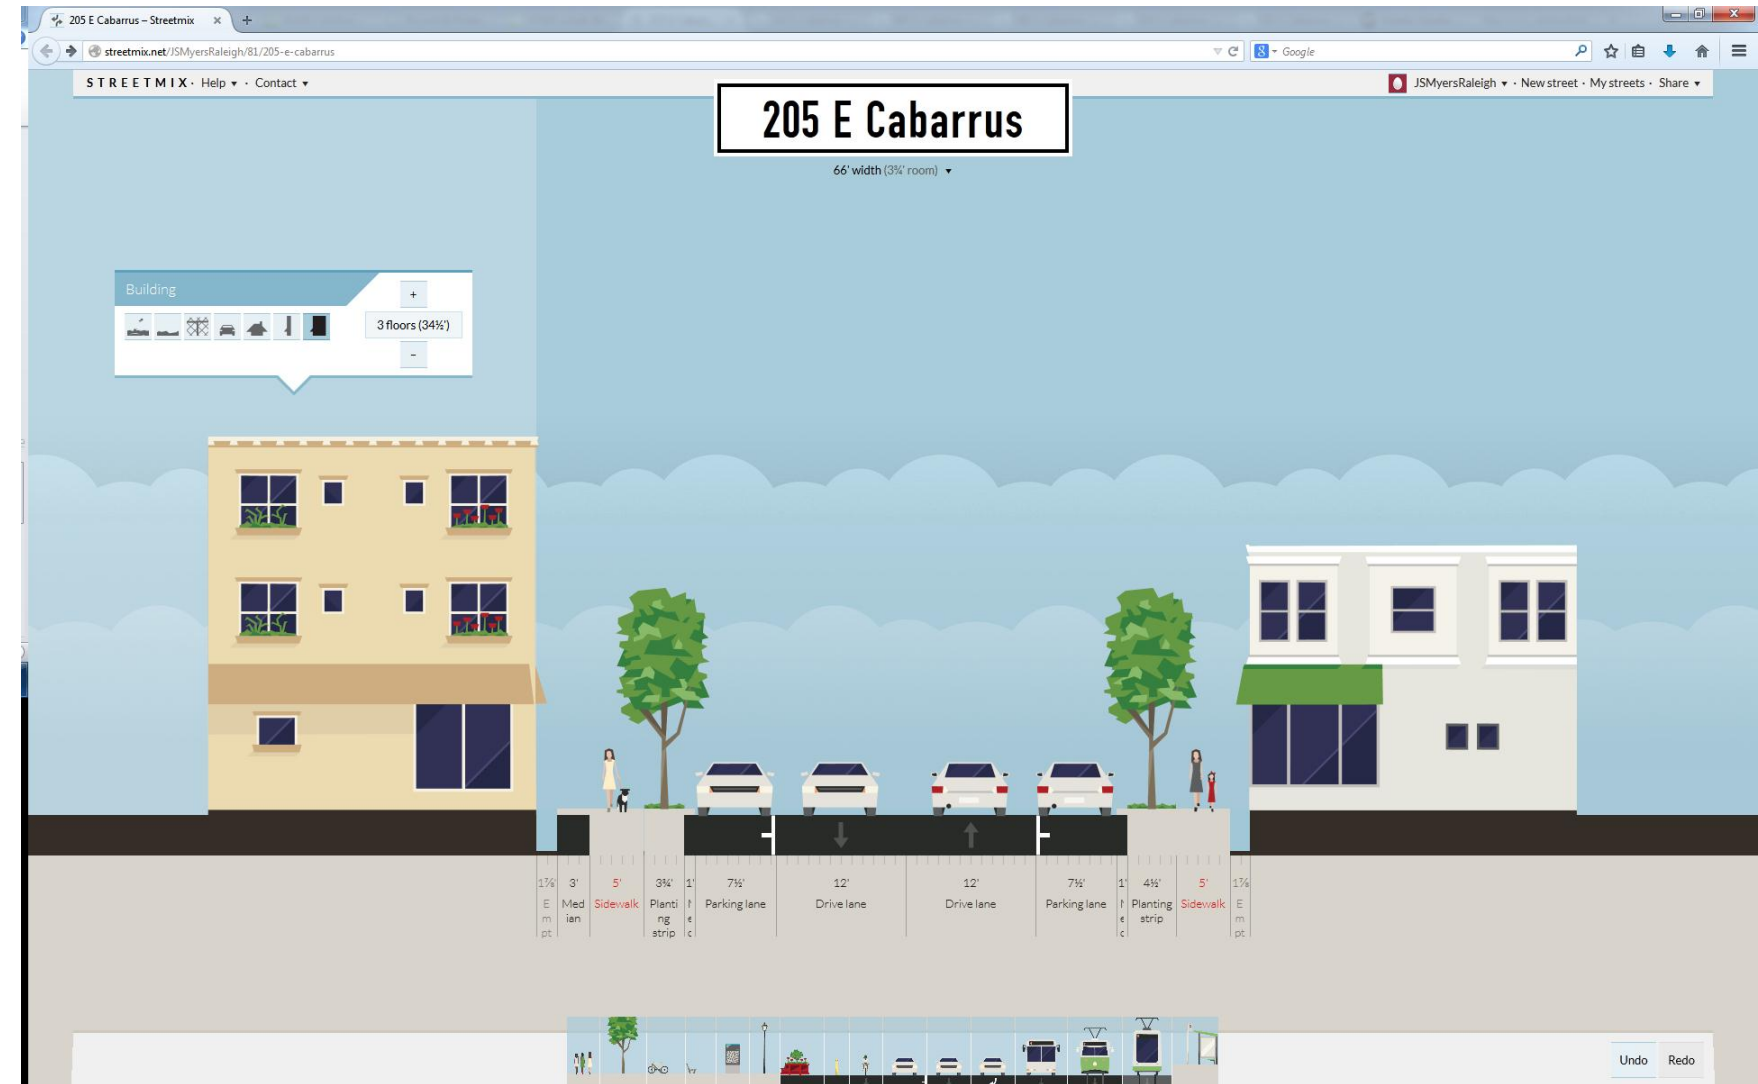 205 E Cabarrus – Streetmix × +
streetmix.net/JSMyersRaleigh/81/205-e-cabarrus
Google
STREETMIX · Help ▾ · Contact ▾
JSMyersRaleigh ▾ · New street · My streets · Share ▾
205 E Cabarrus
66' width (3¾' room) ▾
Building
+
3 floors (34½')
-
1⅞' 3' 5' 3¾' 1' 7½' 12' 12' 7½' 1' 4½' 5' 1⅞
E Med Sidewalk Planti Parking lane Drive lane Drive lane Parking lane Planting Sidewalk E
m ian ng e e strip m
pt strip c c pt
Undo Redo